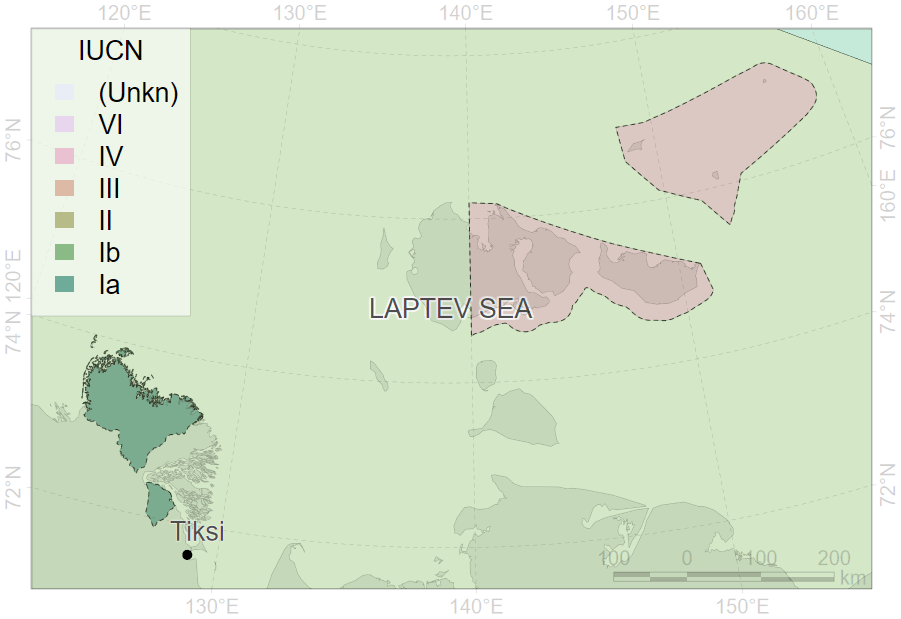 120°E 130°E 140°E 150°E 160°E
IUCN
(Unkn)
VI
IV
III
II
Ib
Ia
76°N
120°E
74°N
72°N
76°N
160°E
74°N
72°N
LAPTEV SEA
Tiksi
100 0 100 200
km
130°E 140°E 150°E